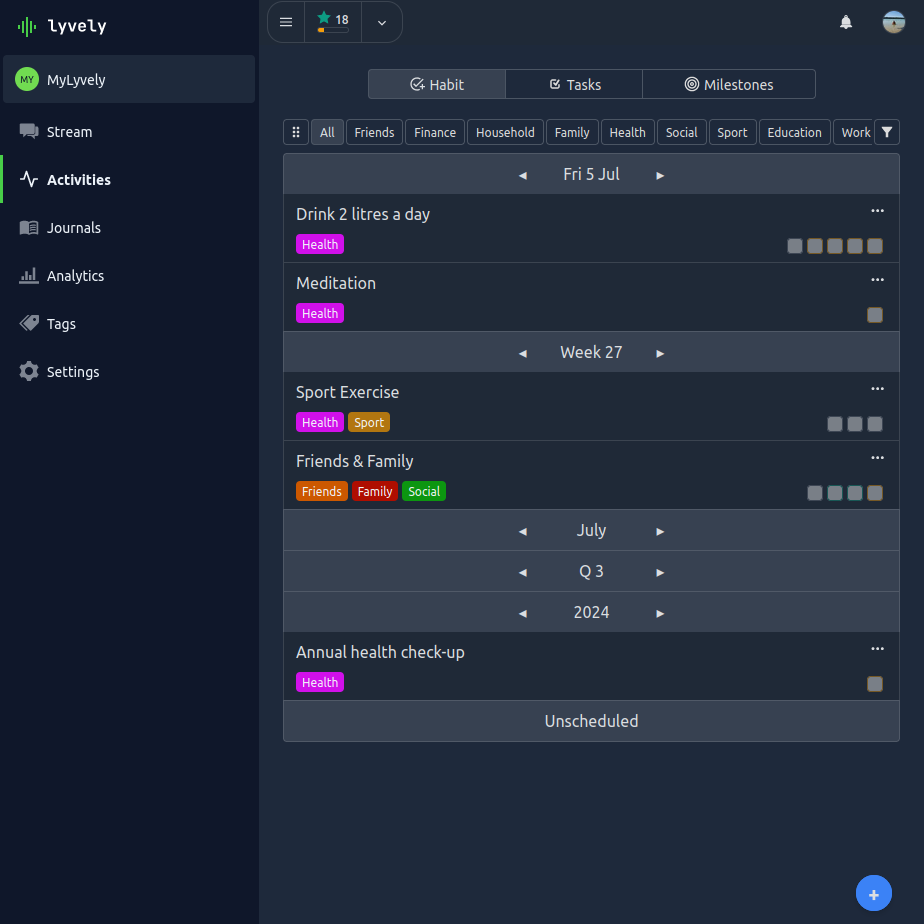 lyvely
18
MY MyLyvely
Stream
Activities
Journals
Analytics
Tags
Settings
Habit Tasks Milestones
All Friends Finance Household Family Health Social Sport Education Work
Fri 5 Jul
Drink 2 litres a day
Health
Meditation
Health
Week 27
Sport Exercise
Health Sport
Friends & Family
Friends Family Social
July
Q 3
2024
Annual health check-up
Health
Unscheduled